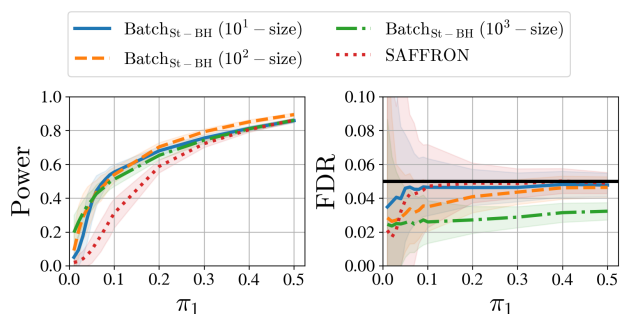 Batch_St−BH (10^1 − size)
Batch_St−BH (10^3 − size)
Batch_St−BH (10^2 − size)
SAFFRON
Power
1.0
0.8
0.6
0.4
0.2
0.0
0.0 0.1 0.2 0.3 0.4 0.5
π_1
FDR
0.10
0.08
0.06
0.04
0.02
0.00
0.0 0.1 0.2 0.3 0.4 0.5
π_1